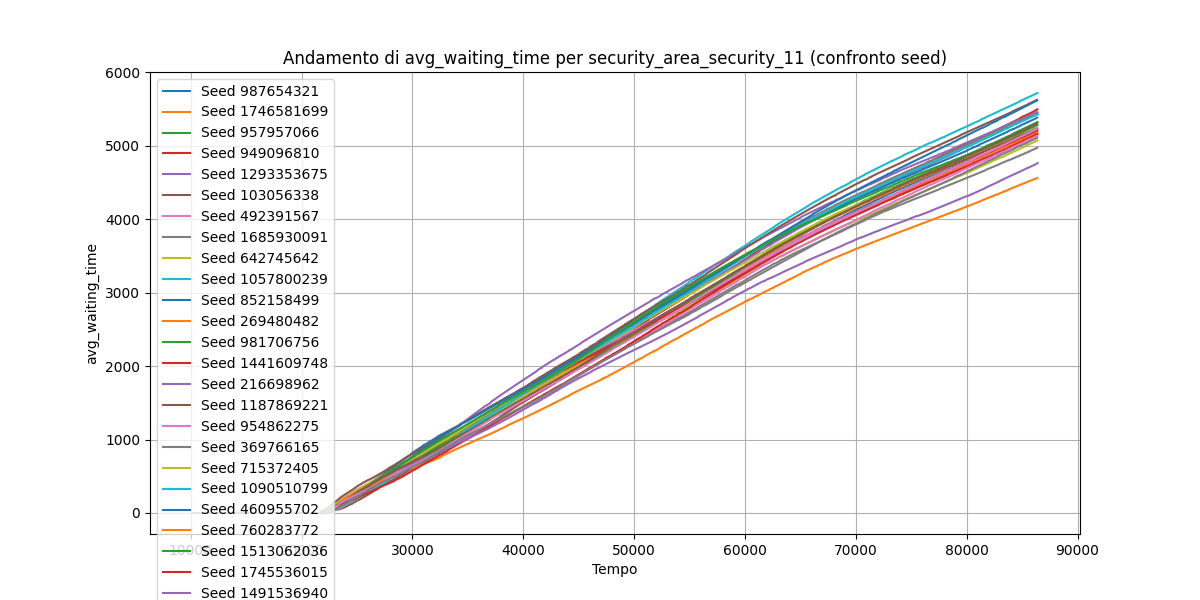 Andamento di avg_waiting_time per security_area_security_11 (confronto seed)
6000
5000
4000
3000
2000
1000
0
avg_waiting_time
Seed 987654321
Seed 1746581699
Seed 957957066
Seed 949096810
Seed 1293353675
Seed 103056338
Seed 492391567
Seed 1685930091
Seed 642745642
Seed 1057800239
Seed 852158499
Seed 269480482
Seed 981706756
Seed 1441609748
Seed 216698962
Seed 1187869221
Seed 954862275
Seed 369766165
Seed 715372405
Seed 1090510799
Seed 460955702
Seed 760283772
Seed 1513062036
Seed 1745536015
Seed 1491536940
10000 30000 40000 50000 60000 70000 80000 90000
Tempo